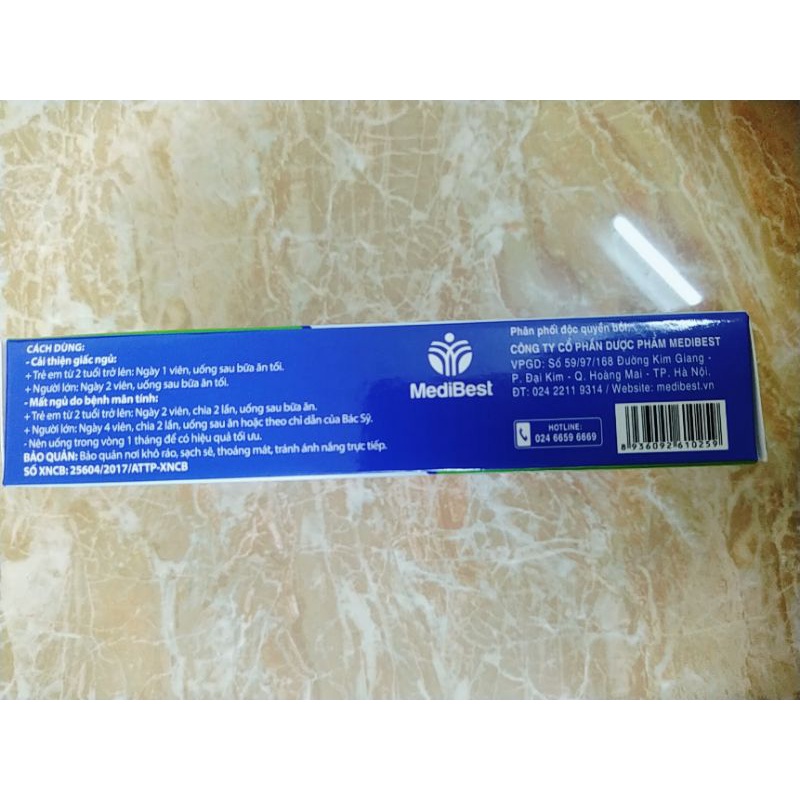 CÁCH DÙNG:
- Cải thiện giấc ngủ:
+ Trẻ em từ 2 tuổi trở lên: Ngày 1 viên, uống sau bữa ăn tối.
+ Người lớn: Ngày 2 viên, uống sau bữa ăn tối.
- Mất ngủ do bệnh mãn tính:
+ Trẻ em từ 2 tuổi trở lên: Ngày 2 viên, chia 2 lần, uống sau bữa ăn.
+ Người lớn: Ngày 4 viên, chia 2 lần, uống sau ăn hoặc theo chỉ dẫn của Bác Sỹ.
- Nên uống trong vòng 1 tháng để có hiệu quả tối ưu.
BẢO QUẢN: Bảo quản nơi khô ráo, sạch sẽ, thoáng mát, tránh ánh nắng trực tiếp.
SỐ XNCB: 25604/2017/ATTP-XNCB
MediBest
Phân phối độc quyền bởi:
CÔNG TY CỔ PHẦN DƯỢC PHẨM MEDIBEST
VPGD: Số 59/97/168 Đường Kim Giang -
P. Đại Kim - Q. Hoàng Mai - TP. Hà Nội.
ĐT: 024 2211 9314 / Website: medibest.vn
HOTLINE:
024 6659 6669
8 936092 610259